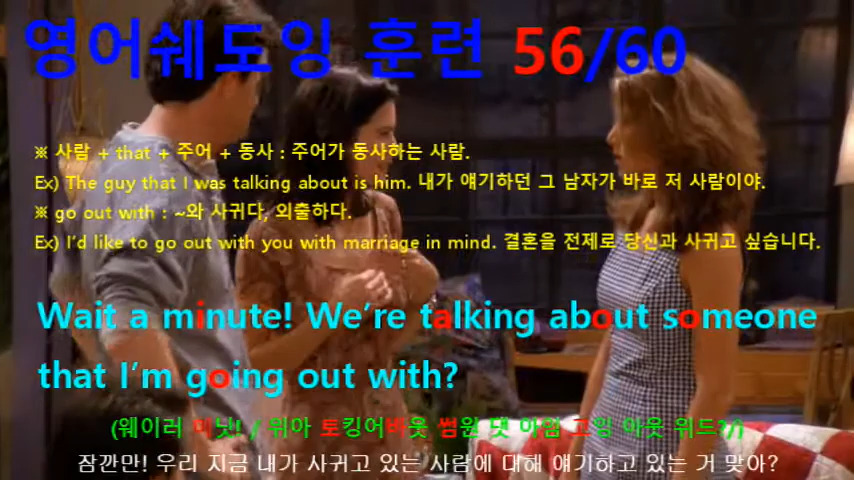 영어쉐도잉 훈련 56/60
※ 사람 + that + 주어 + 동사 : 주어가 동사하는 사람.
Ex) The guy that I was talking about is him. 내가 얘기하던 그 남자가 바로 저 사람이야.
※ go out with : ~와 사귀다, 외출하다.
Ex) I'd like to go out with you with marriage in mind. 결혼을 전제로 당신과 사귀고 싶습니다.
Wait a minute! We're talking about someone
that I'm going out with?
(웨이러 미닛! / 위아 토킹어바웃 썸원 댓 아임 고잉 아웃 위드?/)
잠깐만! 우리 지금 내가 사귀고 있는 사람에 대해 얘기하고 있는 거 맞아?